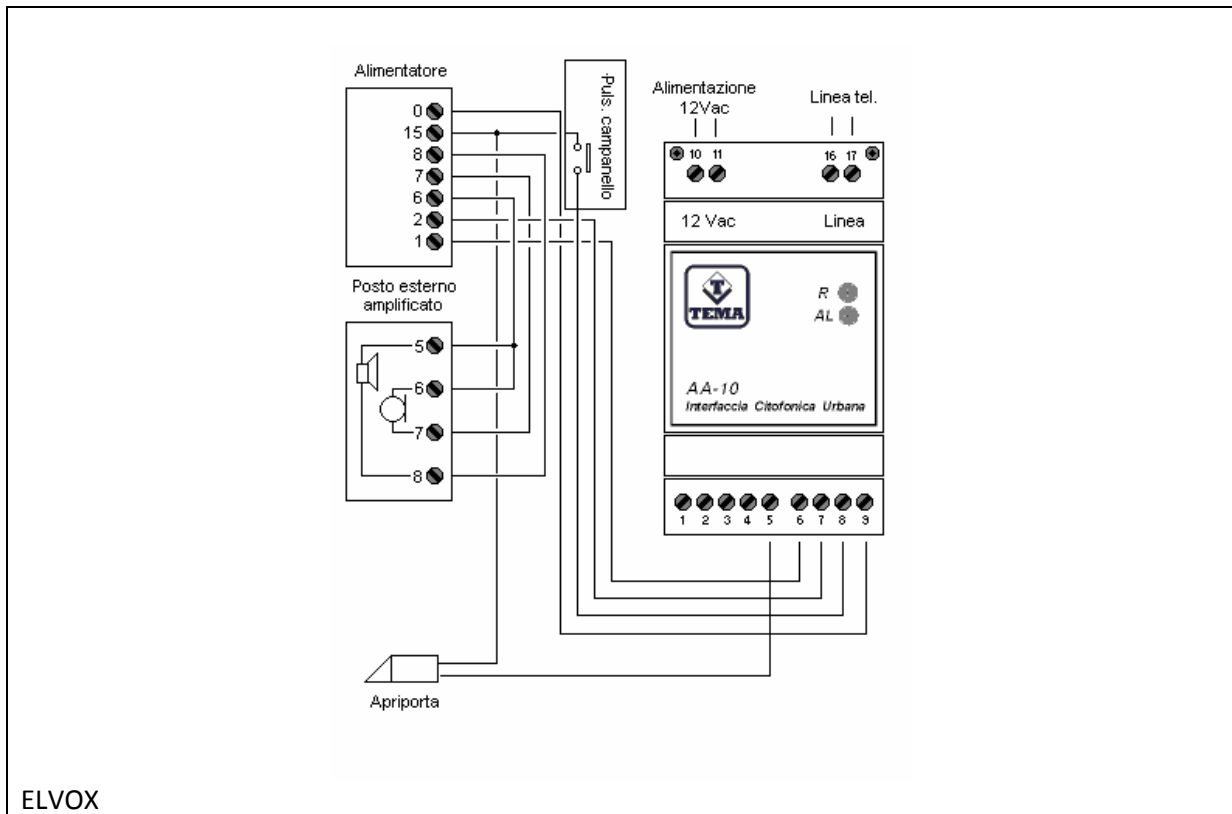 Alimentatore
0
15
8
7
6
2
1
Puls. campanello
Posto esterno
amplificato
5
6
7
8
Apriporta
Alimentazione
12Vac
Linea tel.
10 11
16 17
12 Vac
Linea
TEMA
R
AL
AA-10
Interfaccia Citofonica Urbana
1 2 3 4 5 6 7 8 9
ELVOX